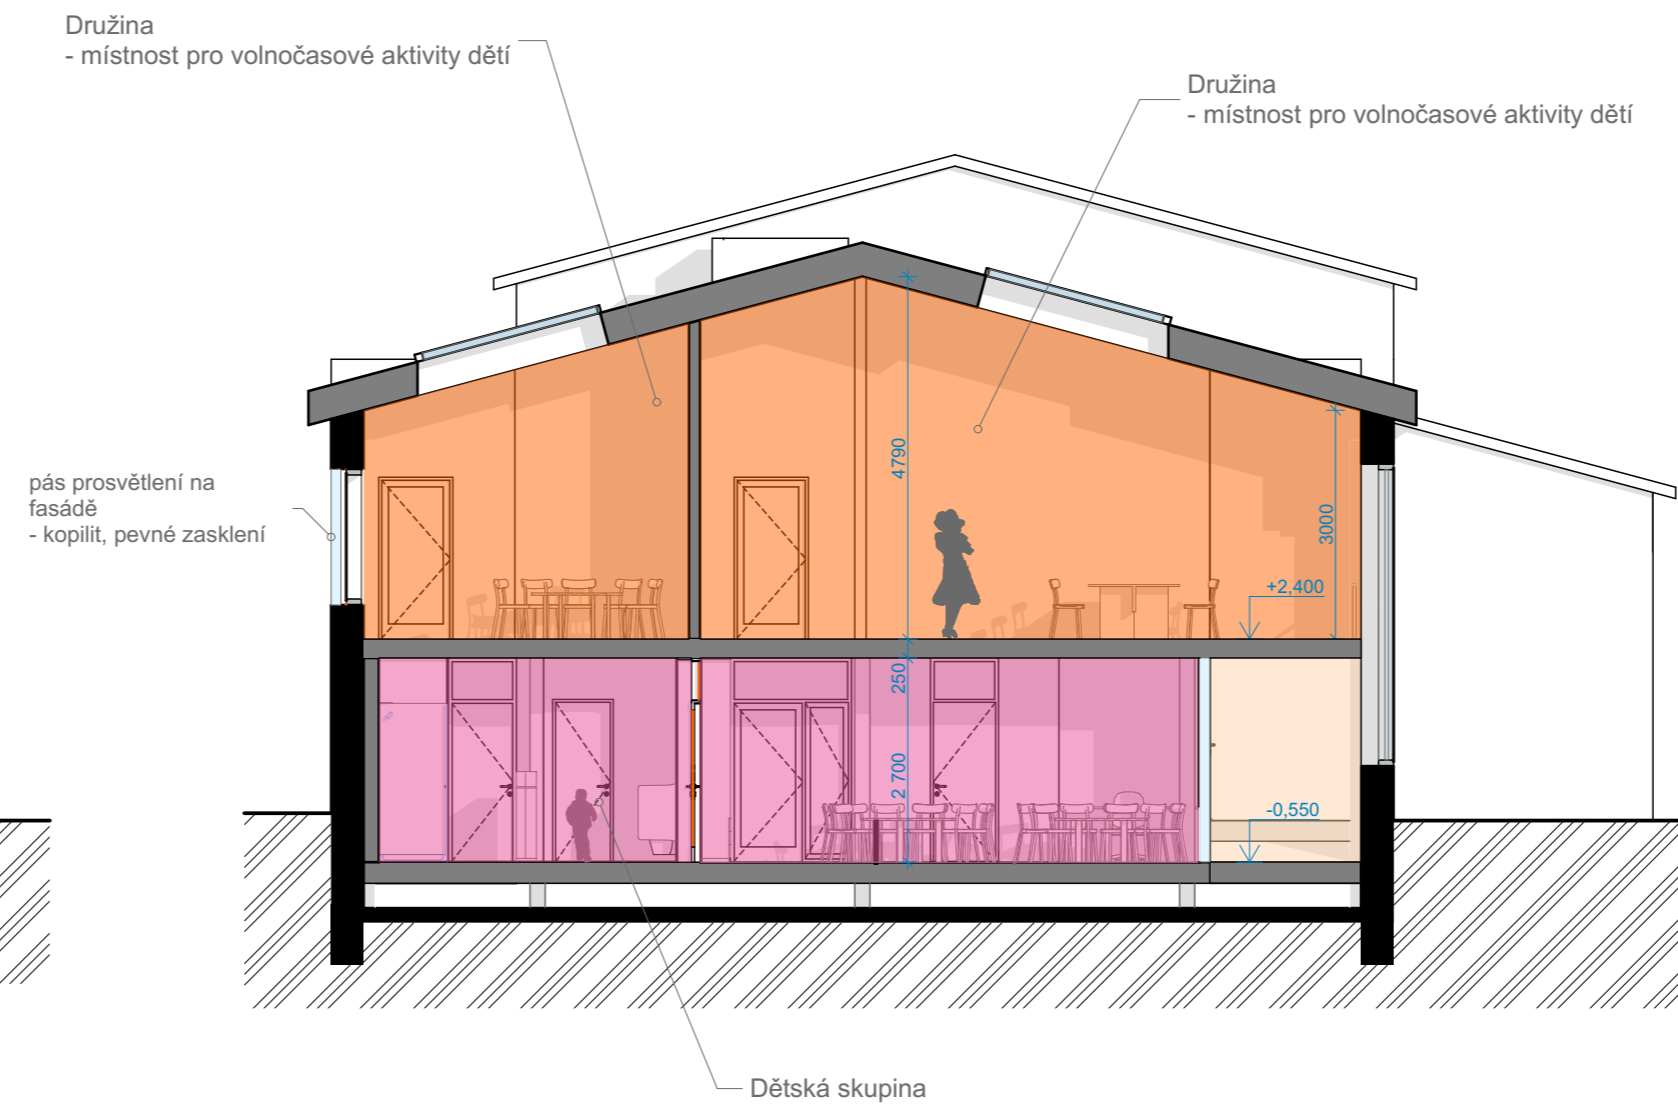 Družina
- místnost pro volnočasové aktivity dětí
Družina
- místnost pro volnočasové aktivity dětí
pás prosvětlení na
fasádě
- kopilit, pevné zasklení
4790
3000
+2,400
250
2 700
-0,550
Dětská skupina